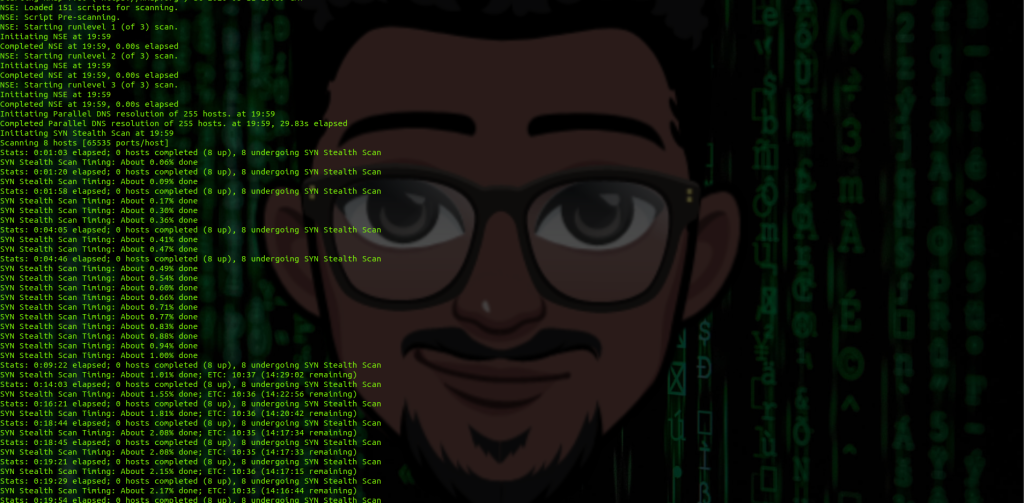 NSE: Loaded 151 scripts for scanning.
NSE: Script Pre-scanning.
NSE: Starting runlevel 1 (of 3) scan.
Initiating NSE at 19:59
Completed NSE at 19:59, 0.00s elapsed
NSE: Starting runlevel 2 (of 3) scan.
Initiating NSE at 19:59
Completed NSE at 19:59, 0.00s elapsed
NSE: Starting runlevel 3 (of 3) scan.
Initiating NSE at 19:59
Completed NSE at 19:59, 0.00s elapsed
Initiating Parallel DNS resolution of 255 hosts. at 19:59
Completed Parallel DNS resolution of 255 hosts. at 19:59, 29.83s elapsed
Initiating SYN Stealth Scan at 19:59
Scanning 8 hosts [65535 ports/host]
Stats: 0:01:03 elapsed; 0 hosts completed (8 up), 8 undergoing SYN Stealth Scan
SYN Stealth Scan Timing: About 0.06% done
Stats: 0:01:20 elapsed; 0 hosts completed (8 up), 8 undergoing SYN Stealth Scan
SYN Stealth Scan Timing: About 0.09% done
Stats: 0:01:58 elapsed; 0 hosts completed (8 up), 8 undergoing SYN Stealth Scan
SYN Stealth Scan Timing: About 0.17% done
SYN Stealth Scan Timing: About 0.30% done
SYN Stealth Scan Timing: About 0.36% done
Stats: 0:04:05 elapsed; 0 hosts completed (8 up), 8 undergoing SYN Stealth Scan
SYN Stealth Scan Timing: About 0.41% done
SYN Stealth Scan Timing: About 0.47% done
Stats: 0:04:46 elapsed; 0 hosts completed (8 up), 8 undergoing SYN Stealth Scan
SYN Stealth Scan Timing: About 0.49% done
SYN Stealth Scan Timing: About 0.54% done
SYN Stealth Scan Timing: About 0.60% done
SYN Stealth Scan Timing: About 0.66% done
SYN Stealth Scan Timing: About 0.71% done
SYN Stealth Scan Timing: About 0.77% done
SYN Stealth Scan Timing: About 0.83% done
SYN Stealth Scan Timing: About 0.88% done
SYN Stealth Scan Timing: About 0.94% done
SYN Stealth Scan Timing: About 1.00% done
Stats: 0:09:22 elapsed; 0 hosts completed (8 up), 8 undergoing SYN Stealth Scan
SYN Stealth Scan Timing: About 1.01% done; ETC: 10:37 (14:29:02 remaining)
Stats: 0:14:03 elapsed; 0 hosts completed (8 up), 8 undergoing SYN Stealth Scan
SYN Stealth Scan Timing: About 1.55% done; ETC: 10:36 (14:22:56 remaining)
Stats: 0:16:21 elapsed; 0 hosts completed (8 up), 8 undergoing SYN Stealth Scan
SYN Stealth Scan Timing: About 1.81% done; ETC: 10:36 (14:20:42 remaining)
Stats: 0:18:44 elapsed; 0 hosts completed (8 up), 8 undergoing SYN Stealth Scan
SYN Stealth Scan Timing: About 2.08% done; ETC: 10:35 (14:17:34 remaining)
Stats: 0:18:45 elapsed; 0 hosts completed (8 up), 8 undergoing SYN Stealth Scan
SYN Stealth Scan Timing: About 2.08% done; ETC: 10:35 (14:17:33 remaining)
Stats: 0:19:21 elapsed; 0 hosts completed (8 up), 8 undergoing SYN Stealth Scan
SYN Stealth Scan Timing: About 2.15% done; ETC: 10:36 (14:17:15 remaining)
Stats: 0:19:29 elapsed; 0 hosts completed (8 up), 8 undergoing SYN Stealth Scan
SYN Stealth Scan Timing: About 2.17% done; ETC: 10:35 (14:16:44 remaining)
Stats: 0:19:54 elapsed; 0 hosts completed (8 up), 8 undergoing SYN Stealth Scan